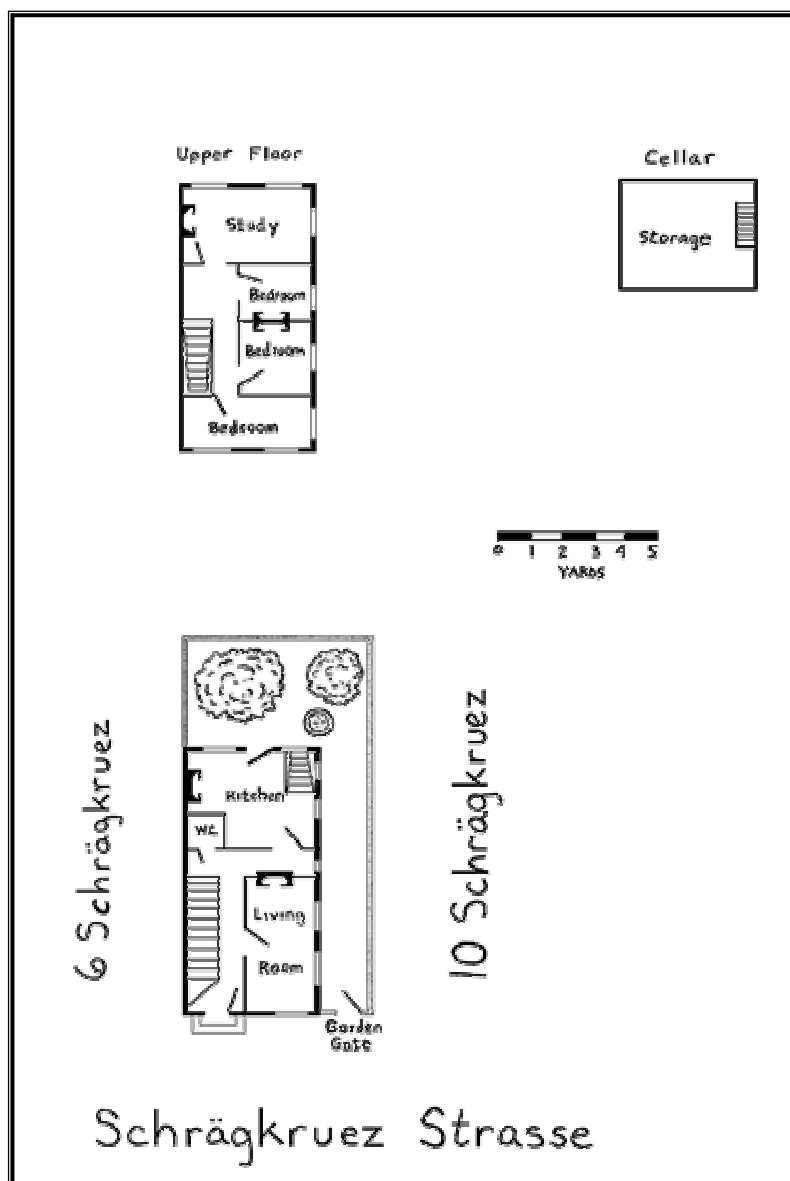 Upper Floor
Study
Bedroom
Bedroom
Bedroom
Cellar
Storage
0 1 2 3 4 5
YARDS
6 Schrägkruez
Kitchen
W.C.
Living
Room
10 Schrägkruez
Garden
Gate
Schrägkruez Strasse